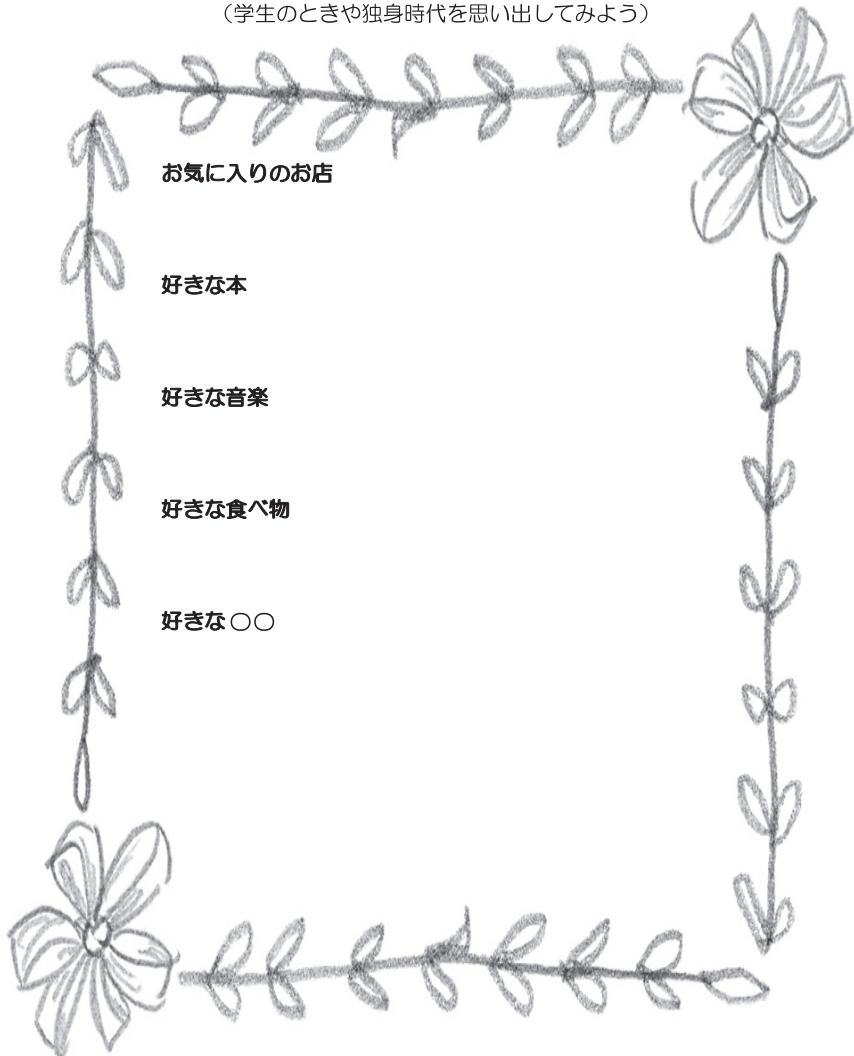 （学生のときや独身時代を思い出してみよう）
お気に入りのお店
好きな本
好きな音楽
好きな食べ物
好きな○○